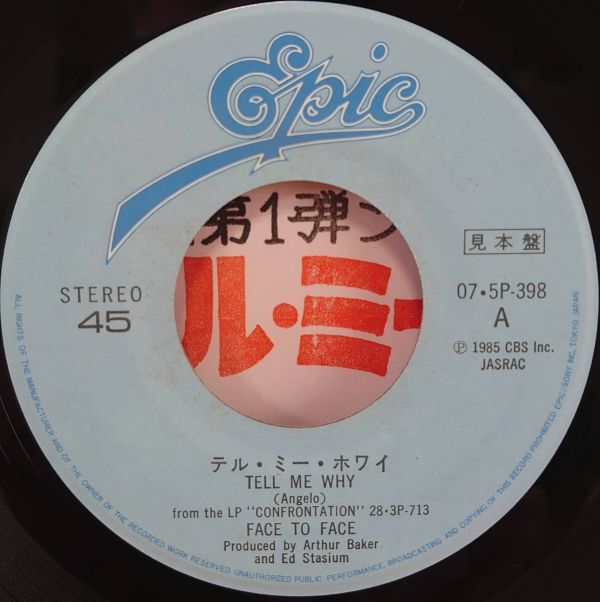 Epic
第1弾
ル・ミー
見本盤
STEREO
45
07・5P-398
A
Ⓟ 1985 CBS Inc.
JASRAC
テル・ミー・ホワイ
TELL ME WHY
(Angelo)
from the LP "CONFRONTATION" 28・3P-713
FACE TO FACE
Produced by Arthur Baker
and Ed Stasium
ALL RIGHTS OF THE MANUFACTURER AND OF THE OWNER OF THE RECORDED WORK RESERVED. UNAUTHORIZED PUBLIC PERFORMANCE, BROADCASTING AND COPYING OF THIS RECORD PROHIBITED EPIC/SONY INC. TOKYO JAPAN